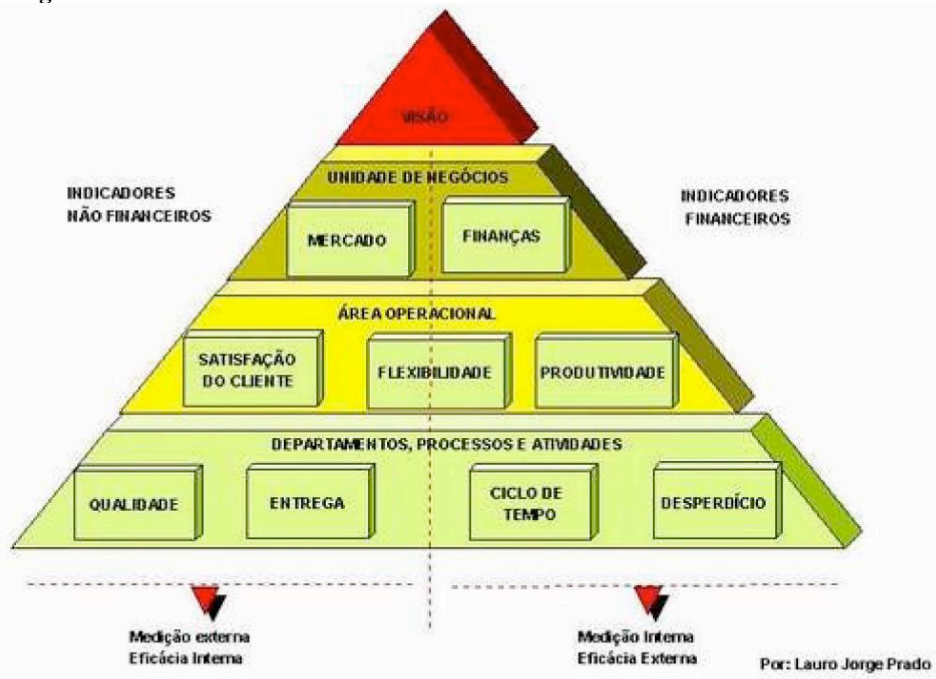 VISÃO
UNIDADE DE NEGÓCIOS
INDICADORES
NÃO FINANCEIROS
INDICADORES
FINANCEIROS
MERCADO
FINANÇAS
ÁREA OPERACIONAL
SATISFAÇÃO
DO CLIENTE
FLEXIBILIDADE
PRODUTIVIDADE
DEPARTAMENTOS, PROCESSOS E ATIVIDADES
QUALIDADE
ENTREGA
CICLO DE
TEMPO
DESPERDÍCIO
Medição externa
Eficácia Interna
Medição Interna
Eficácia Externa
Por: Lauro Jorge Prado